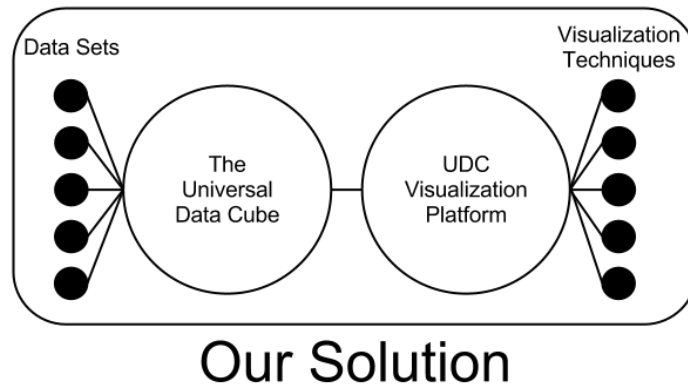 Data Sets
Visualization
Techniques
The
Universal
Data Cube
UDC
Visualization
Platform
Our Solution